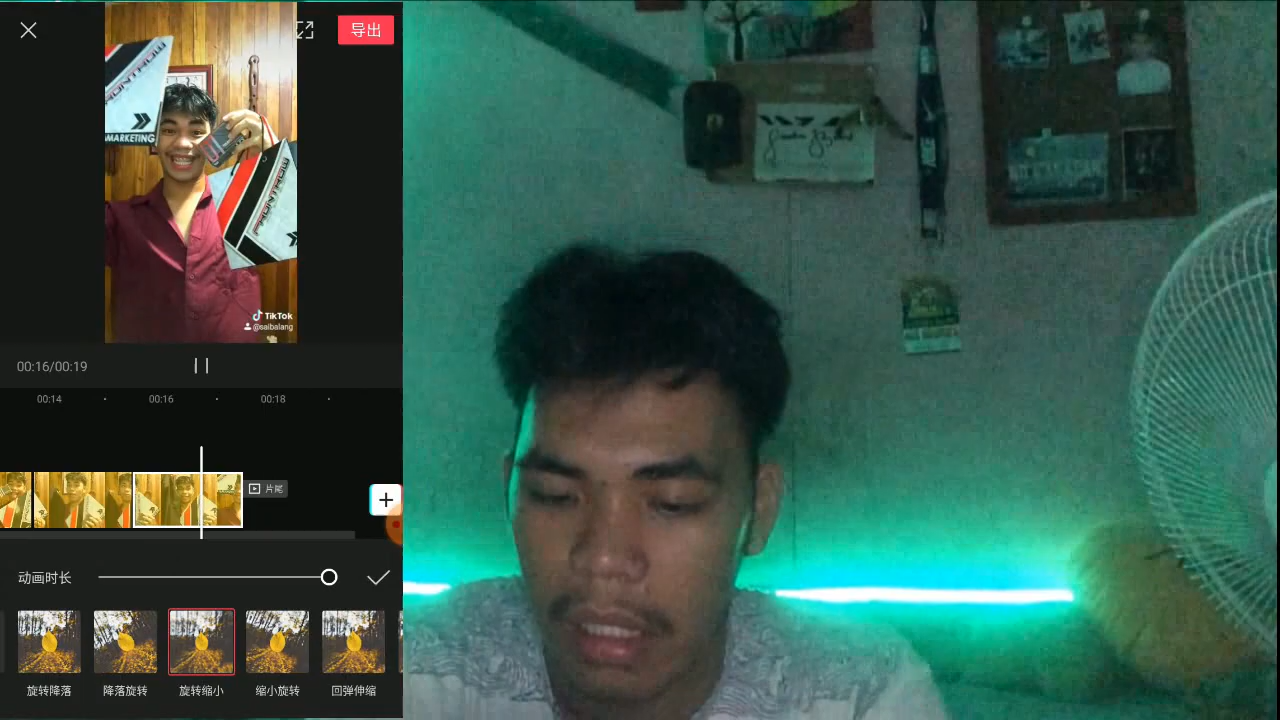 导出
FRONTROW
MARKETING
FRONTROW
TikTok
@saibalang
00:16/00:19
00:14
00:16
00:18
片尾
动画时长
旋转降落
降落旋转
旋转缩小
缩小旋转
回弹伸缩